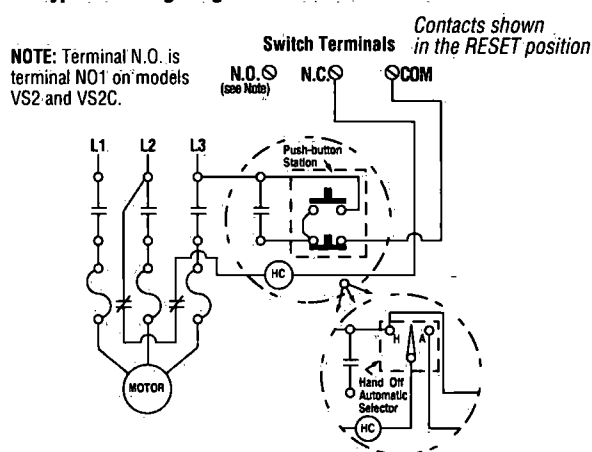 Contacts shown
in the RESET position
Switch Terminals
NOTE: Terminal N.O. is
terminal NO1 on models
VS2 and VS2C.
N.O. N.C. COM
(see Note)
L1 L2 L3
Push-button
Station
HC
H A
MOTOR
Hand Off
Automatic
Selector
HC